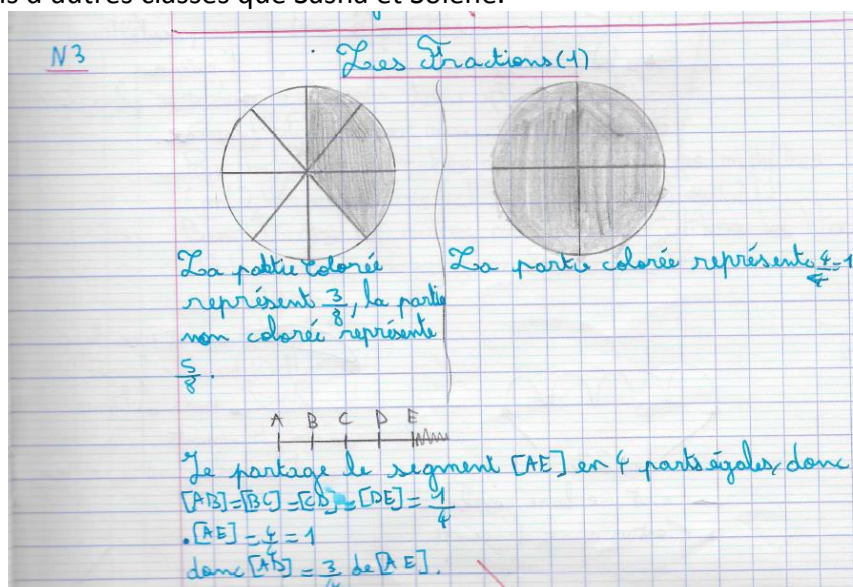 d'autres classes que Sasha et Solène.
N3
Les Fractions (1)
La partie colorée
représent 3/8, la partie
non colorée représente
5/8.
La partie colorée représente 4/4=1
A B C D E
Je partage le segment [AE] en 4 parts égales, donc
[AB]=[BC]=[CD]=[DE]=1/4
.[AE]=4/4=1
donc [AD]=3/4 de [AE].